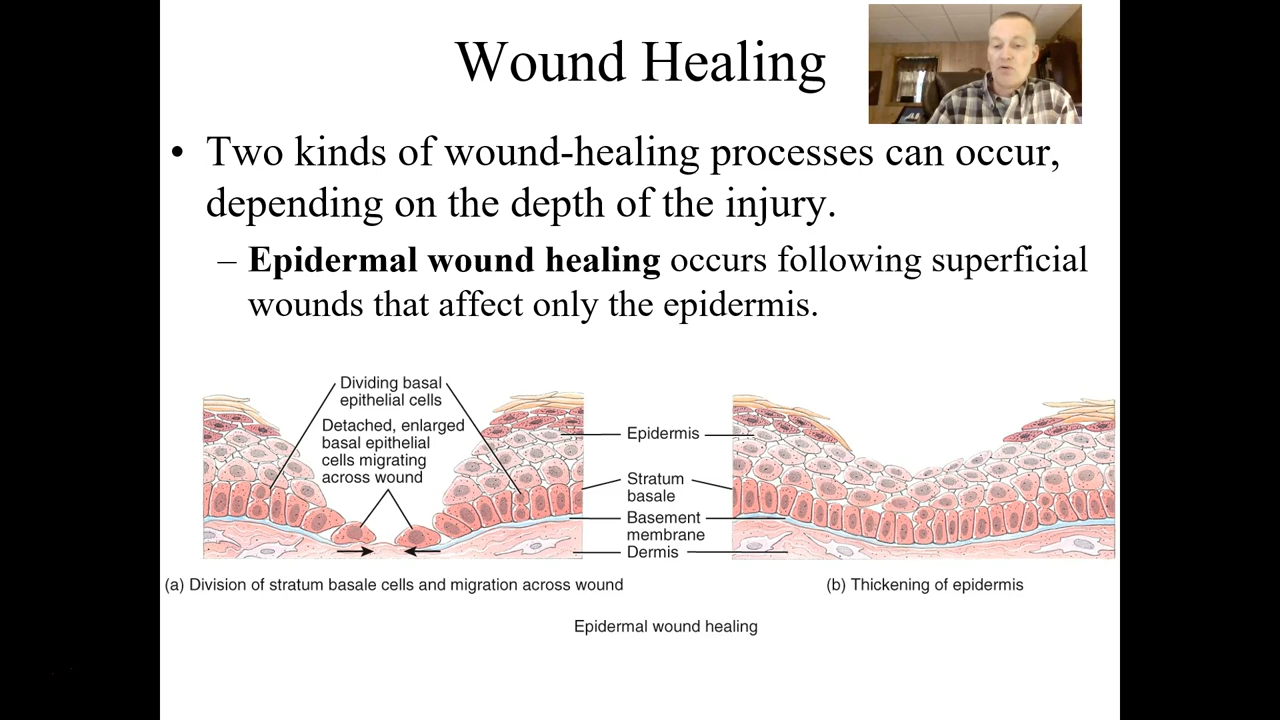 Wound Healing
• Two kinds of wound-healing processes can occur,
depending on the depth of the injury.
– Epidermal wound healing occurs following superficial
wounds that affect only the epidermis.
Dividing basal
epithelial cells
Detached, enlarged
basal epithelial
cells migrating
across wound
Epidermis
Stratum
basale
Basement
membrane
Dermis
(a) Division of stratum basale cells and migration across wound
(b) Thickening of epidermis
Epidermal wound healing